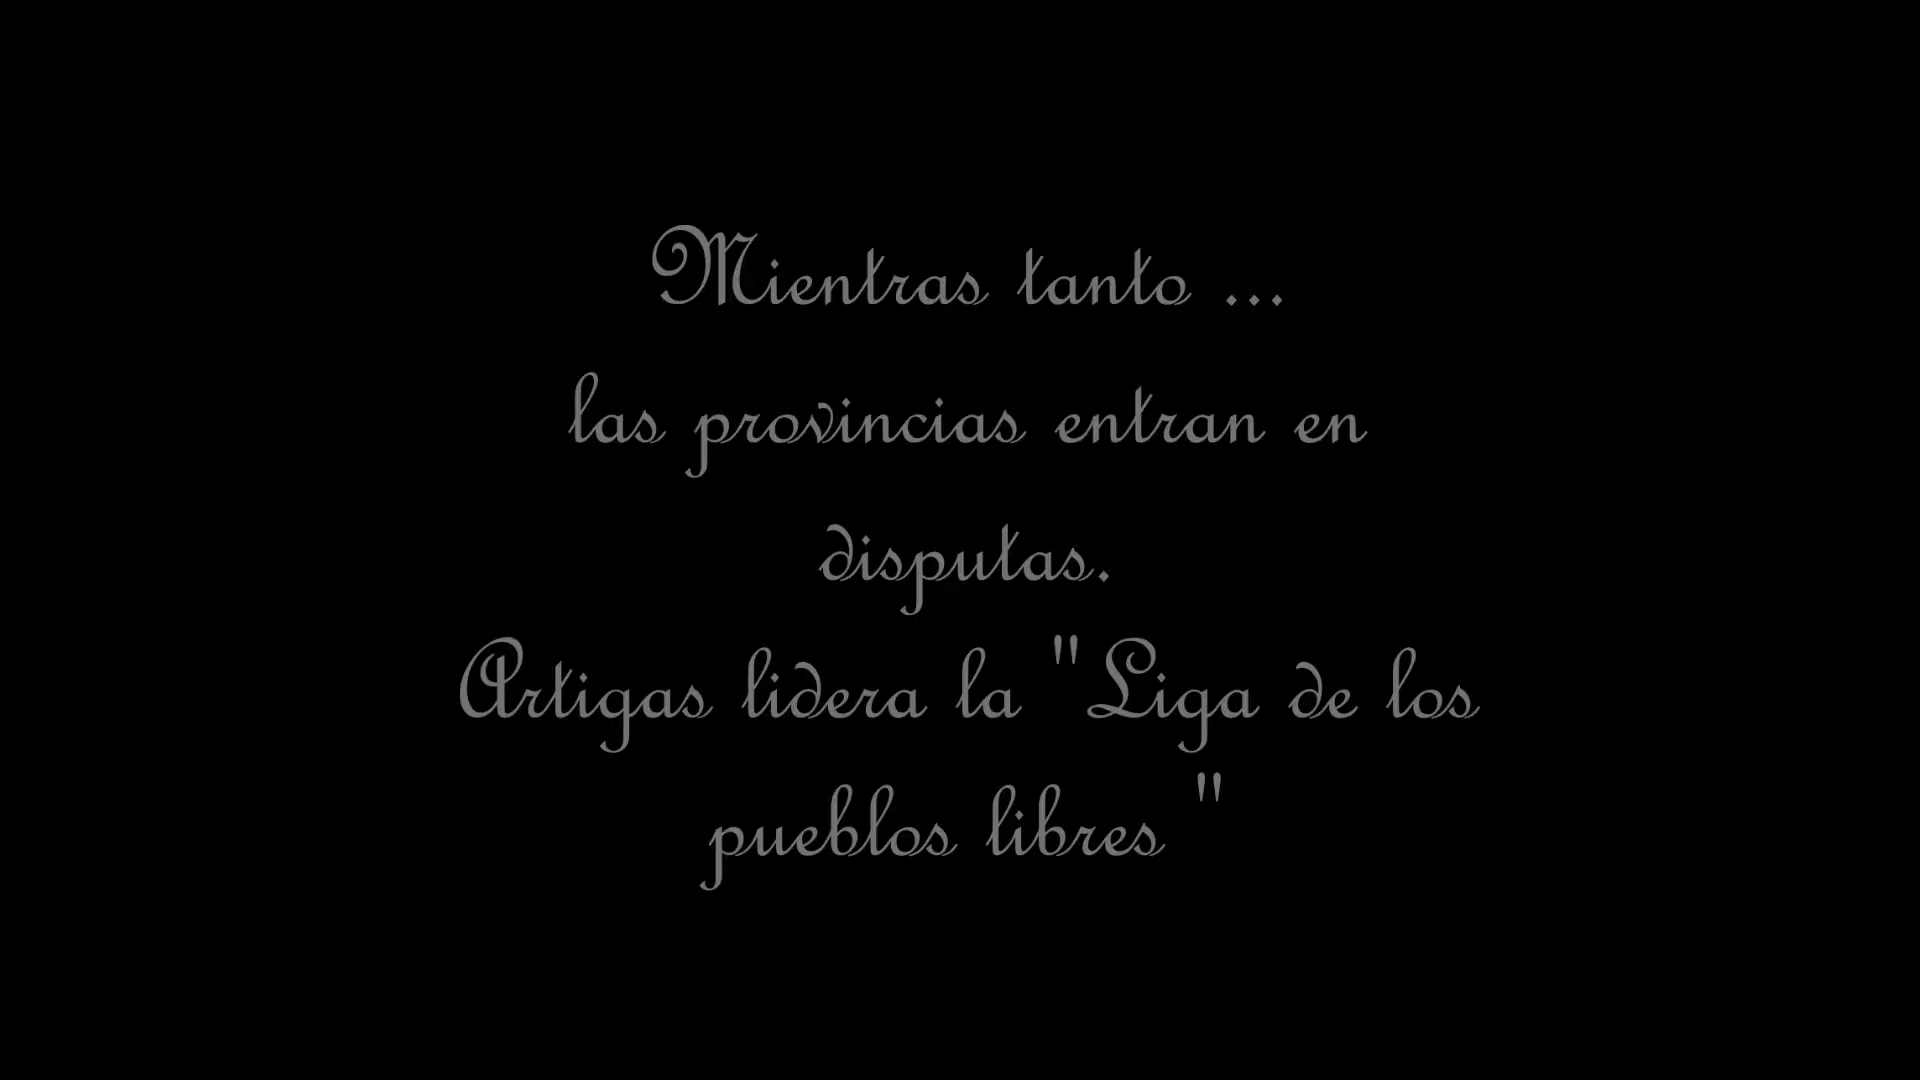 Mientras tanto ...
las provincias entran en
disputas.
Artigas lidera la "Liga de los
pueblos libres "